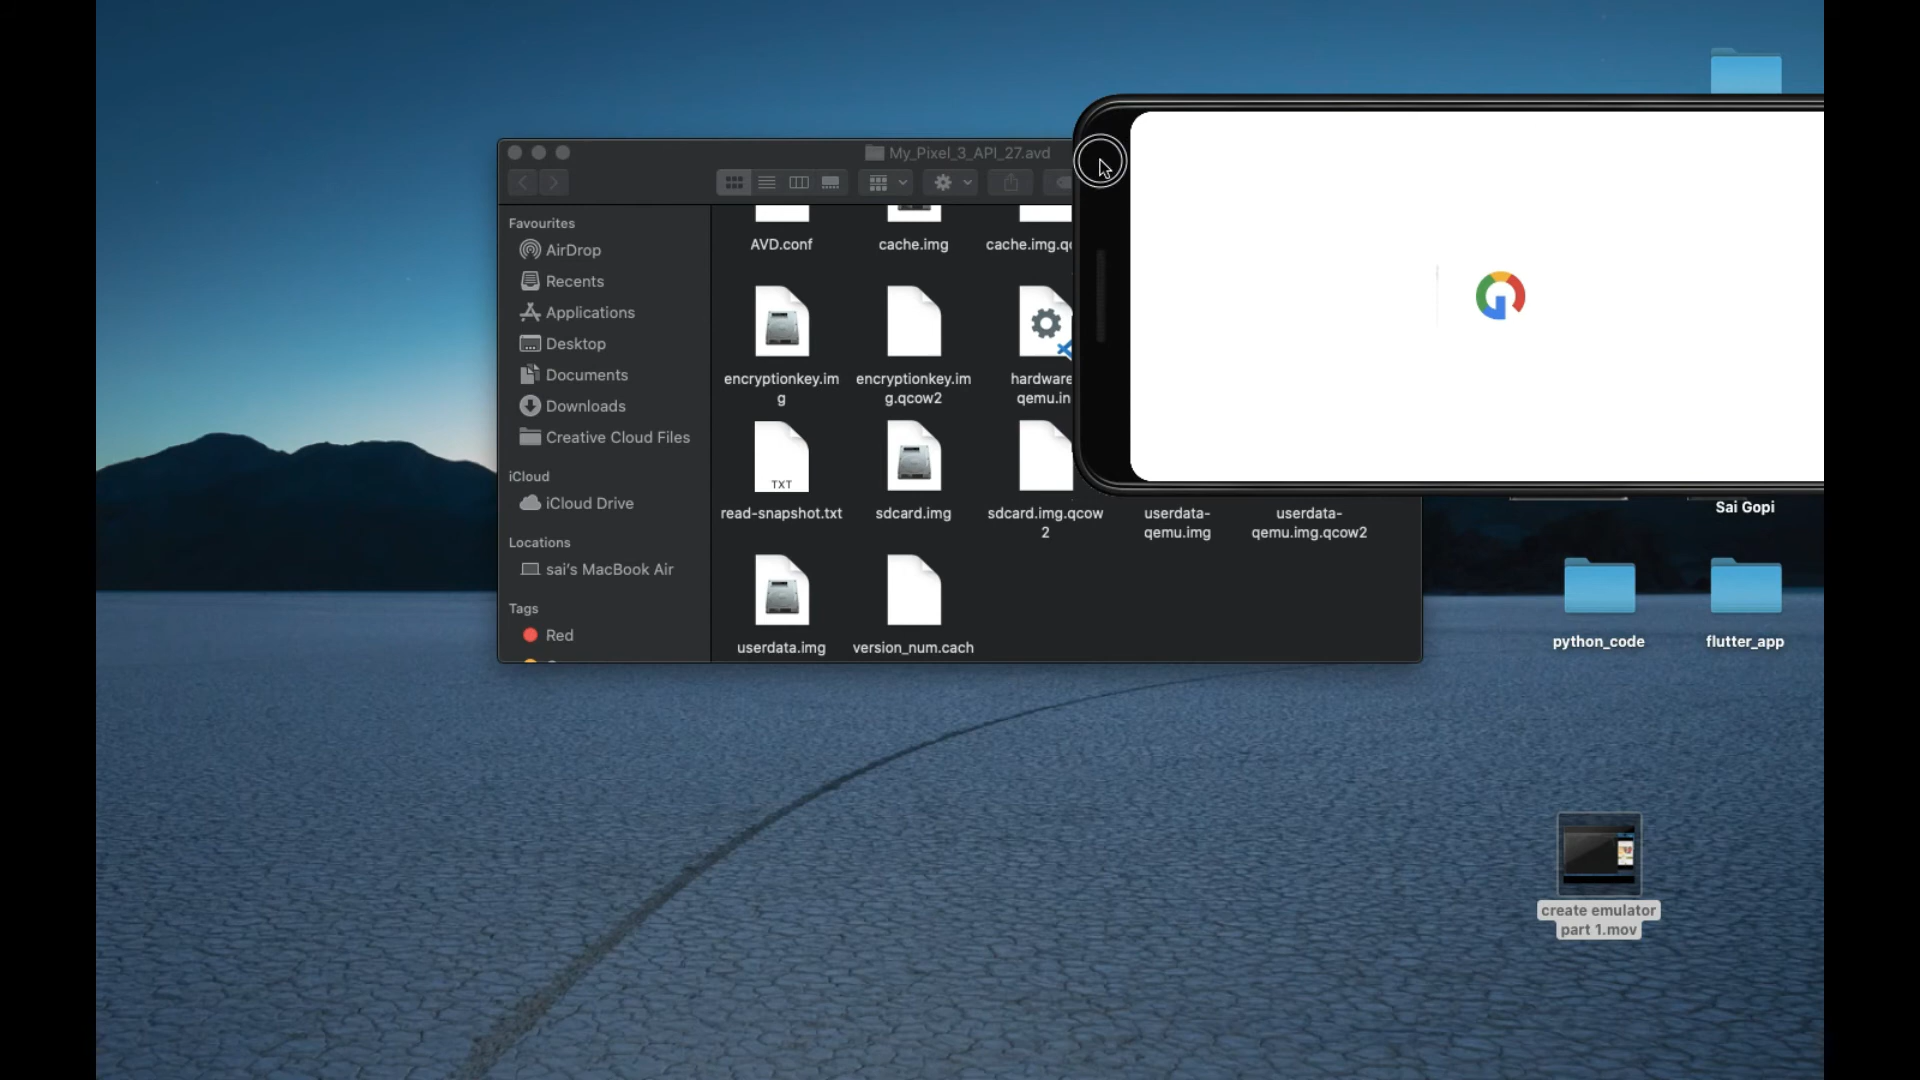 My_Pixel_3_API_27.avd
Favourites
AirDrop
Recents
Applications
Desktop
Documents
Downloads
Creative Cloud Files
iCloud
iCloud Drive
Locations
sai's MacBook Air
Tags
Red
AVD.conf
cache.img
cache.img.qc
encryptionkey.im
g
encryptionkey.im
g.qcow2
hardware
qemu.in
TXT
read-snapshot.txt
sdcard.img
sdcard.img.qcow
2
userdata-
qemu.img
userdata-
qemu.img.qcow2
userdata.img
version_num.cach
Sai Gopi
python_code
flutter_app
create emulator
part 1.mov